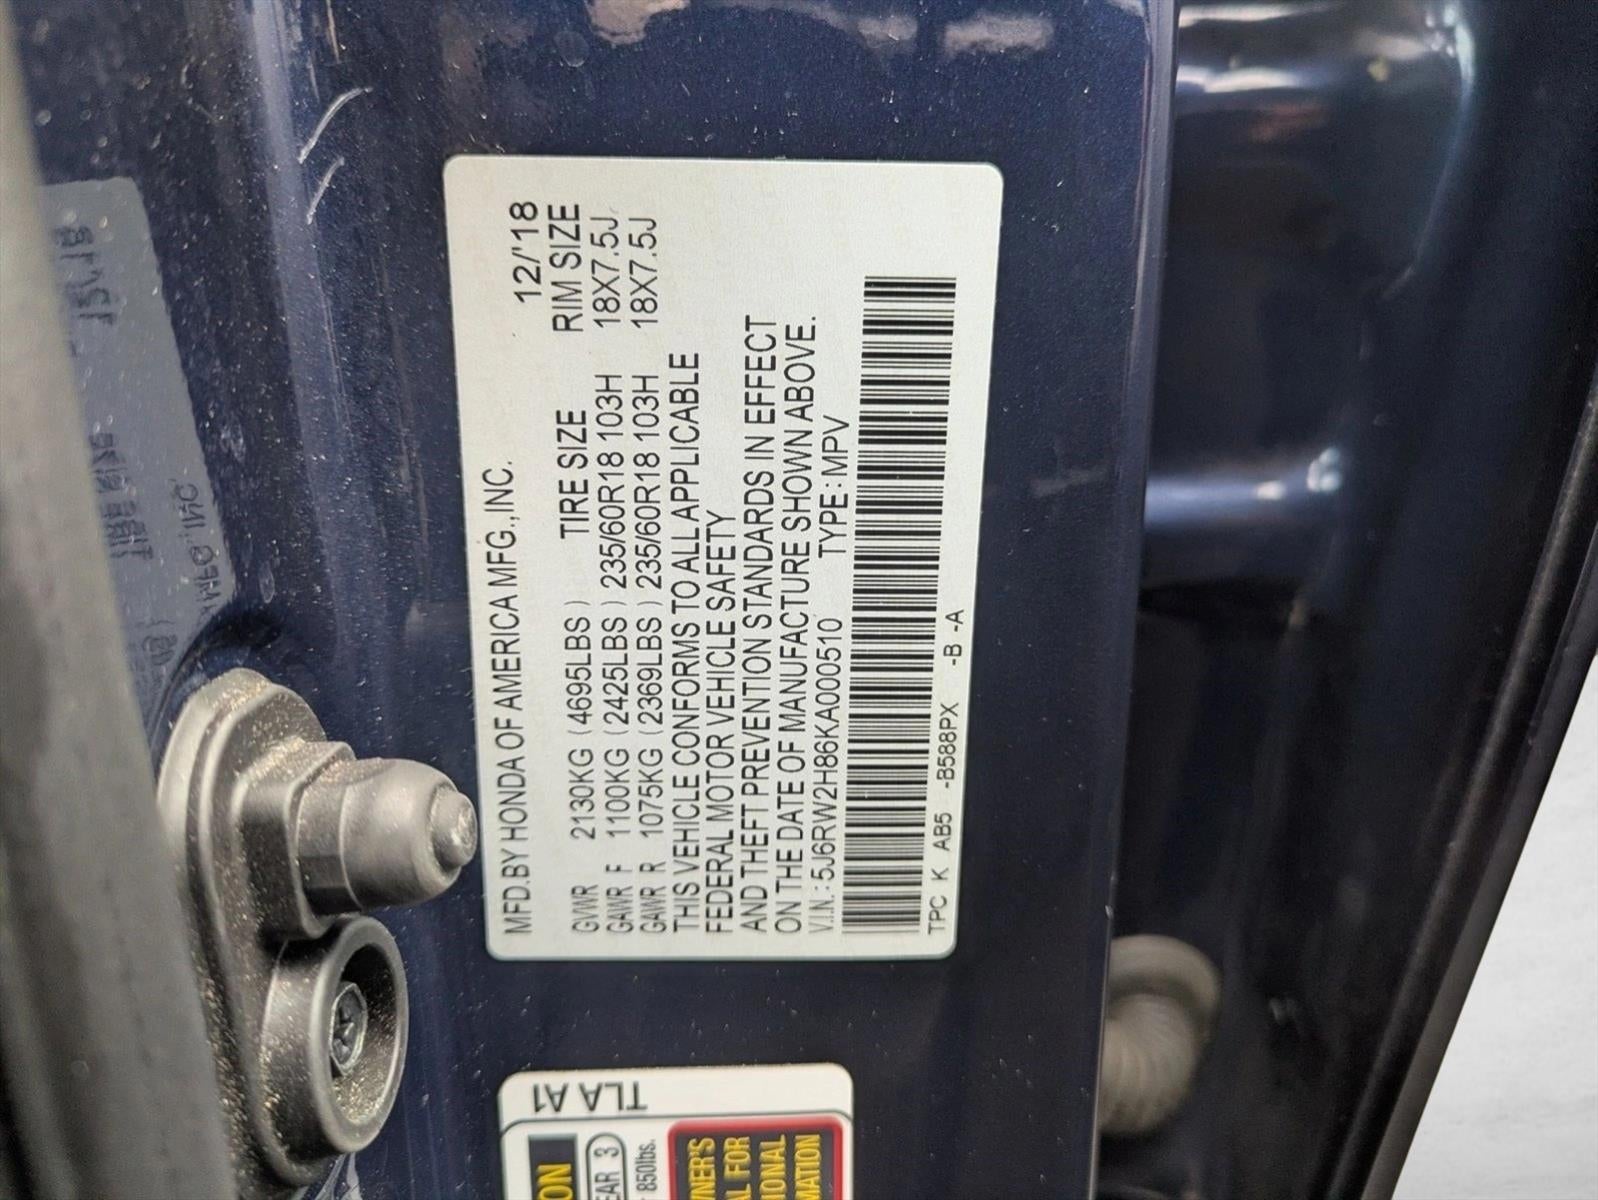 MFD.BY HONDA OF AMERICA MFG.,INC. 12/'18
TIRE SIZE RIM SIZE
GVWR 2130KG (4695LBS)
GAWR F 1100KG (2425LBS) 235/60R18 103H 18X7.5J
GAWR R 1075KG (2369LBS) 235/60R18 103H 18X7.5J
THIS VEHICLE CONFORMS TO ALL APPLICABLE
FEDERAL MOTOR VEHICLE SAFETY
AND THEFT PREVENTION STANDARDS IN EFFECT
ON THE DATE OF MANUFACTURE SHOWN ABOVE.
V.I.N.: 5J6RW2H86KA000510 TYPE: MPV
TPC K AB5 -B588PX -B -A
TLA A1
3
850lbs.
FOR